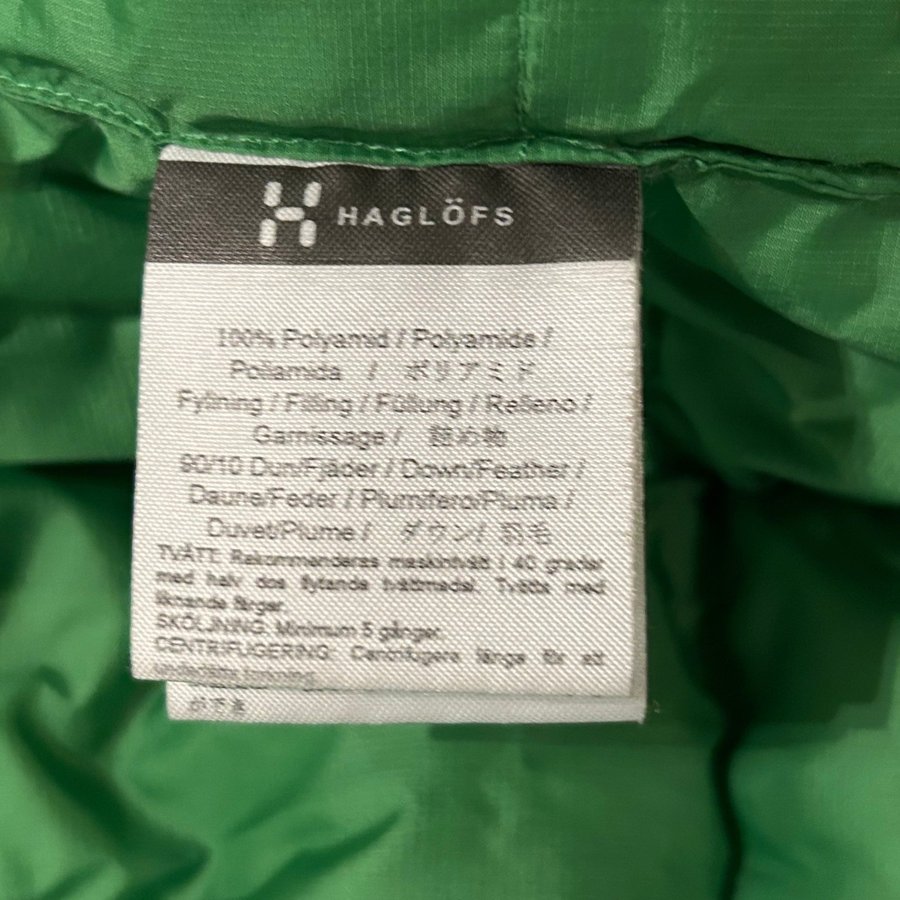 HAGLÖFS
100% Polyamid / Polyamide /
Poliamida / ポリアミド
Fyllning / Filling / Füllung / Relleno /
Garnissage / 詰め物
90/10 Dun/Fjäder / Down/Feather /
Daune/Feder / Plumifero/Pluma /
Duvet/Plume / ダウン/ 羽毛
TVÄTT. Rekommenderas maskintvätt i 40 grader
med halv dos flytande tvättmedel. Tvätta med
liknande färger.
SKÖLJNING. Minimum 5 gånger.
CENTRIFUGERING: Centrifugera länge för att
underlätta torkning.